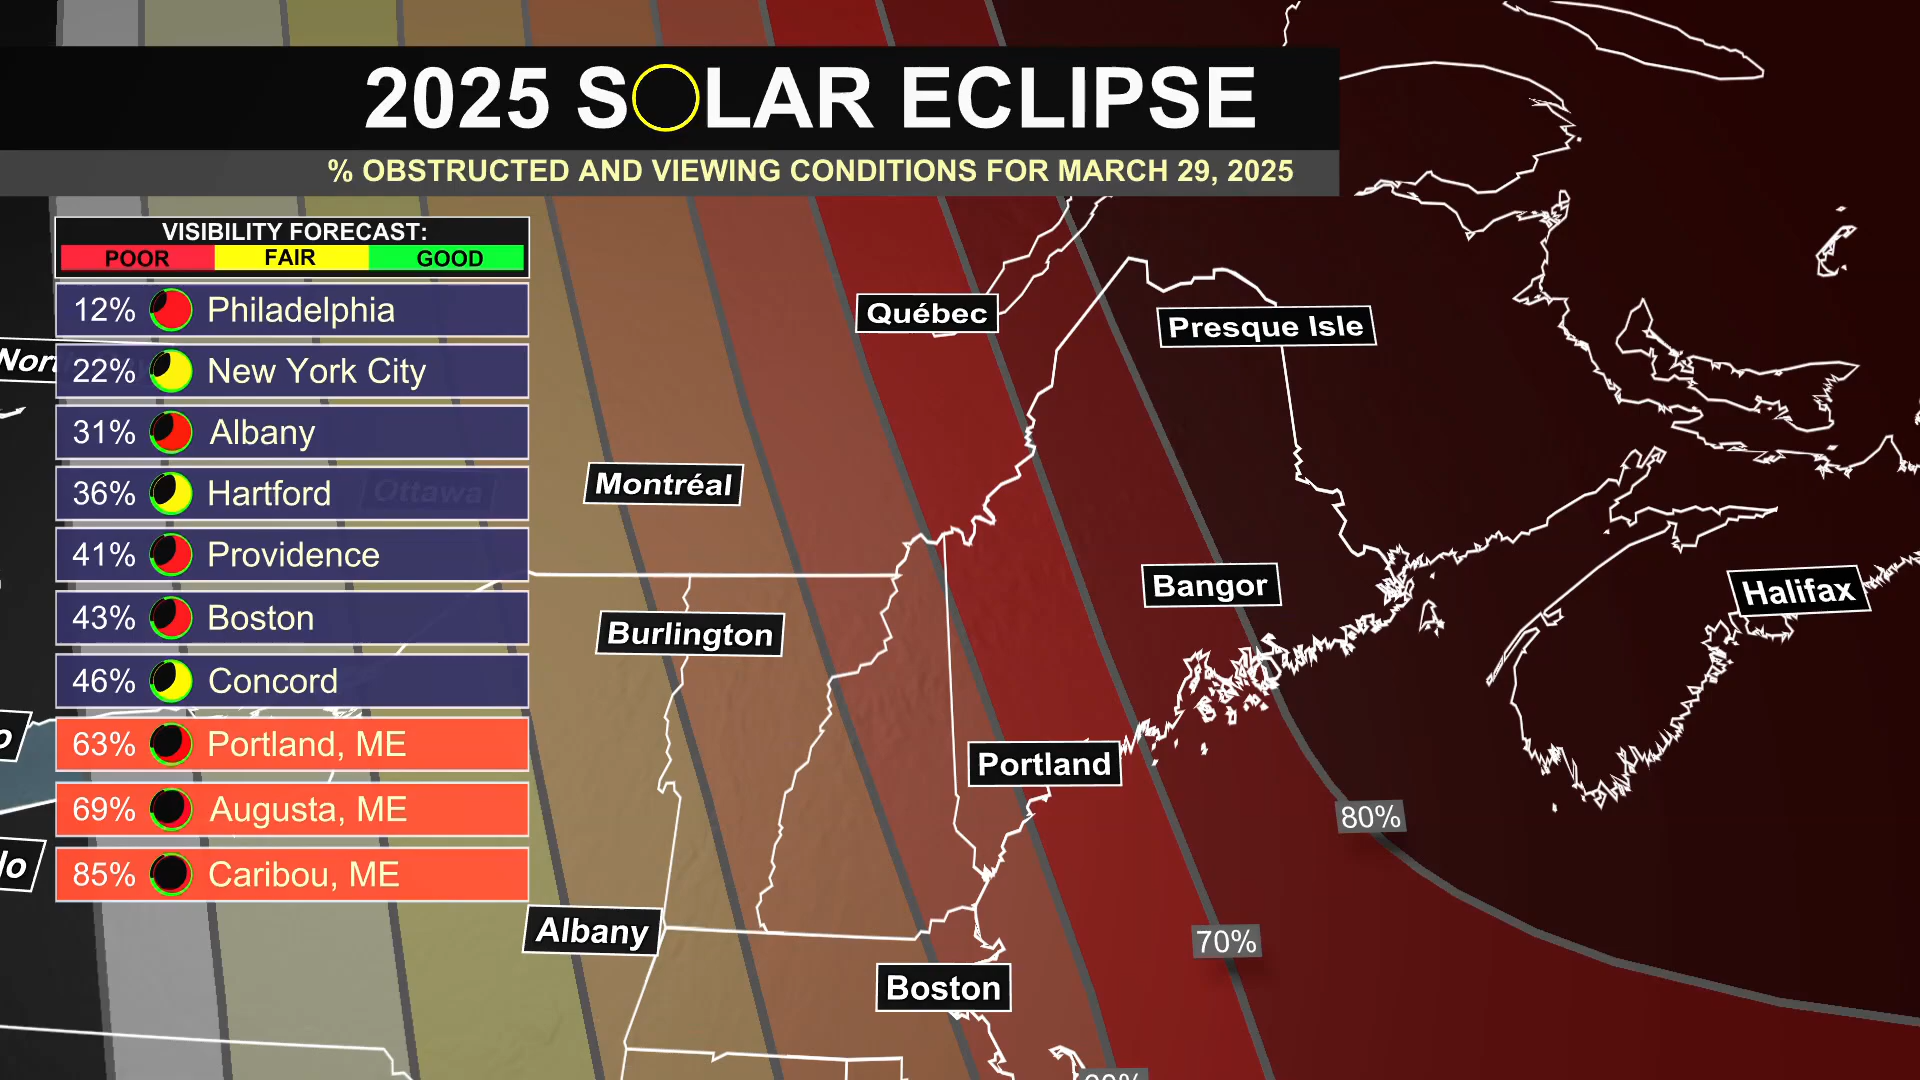 2025 SOLAR ECLIPSE
% OBSTRUCTED AND VIEWING CONDITIONS FOR MARCH 29, 2025
VISIBILITY FORECAST:
POOR FAIR GOOD
12% Philadelphia
22% New York City
31% Albany
36% Hartford
41% Providence
43% Boston
46% Concord
63% Portland, ME
69% Augusta, ME
85% Caribou, ME
Québec
Presque Isle
Nor
Montréal
Ottawa
Bangor
Halifax
Burlington
Portland
80%
Albany
70%
Boston